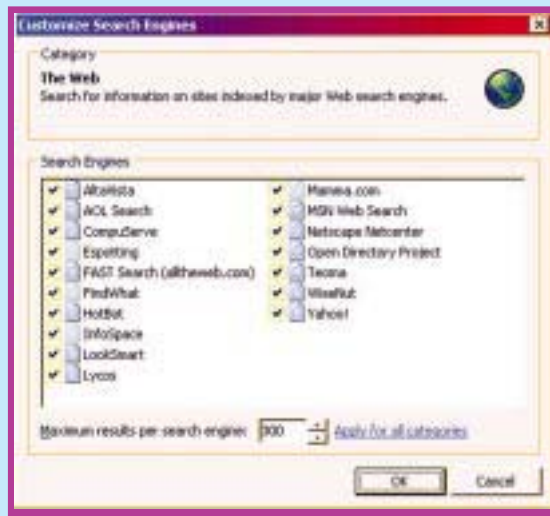 Customize Search Engines
Category
The Web
Search for information on sites indexed by major Web search engines.
Search Engines
AltaVista
AOL Search
CompuServe
Espotting
FAST Search (alltheweb.com)
FindWhat
HotBot
InfoSpace
LookSmart
Lycos
Mamma.com
MSN Web Search
Netscape Netcenter
Open Directory Project
Teoma
WiseNut
Yahoo!
Maximum results per search engine: Apply for all categories
OK Cancel